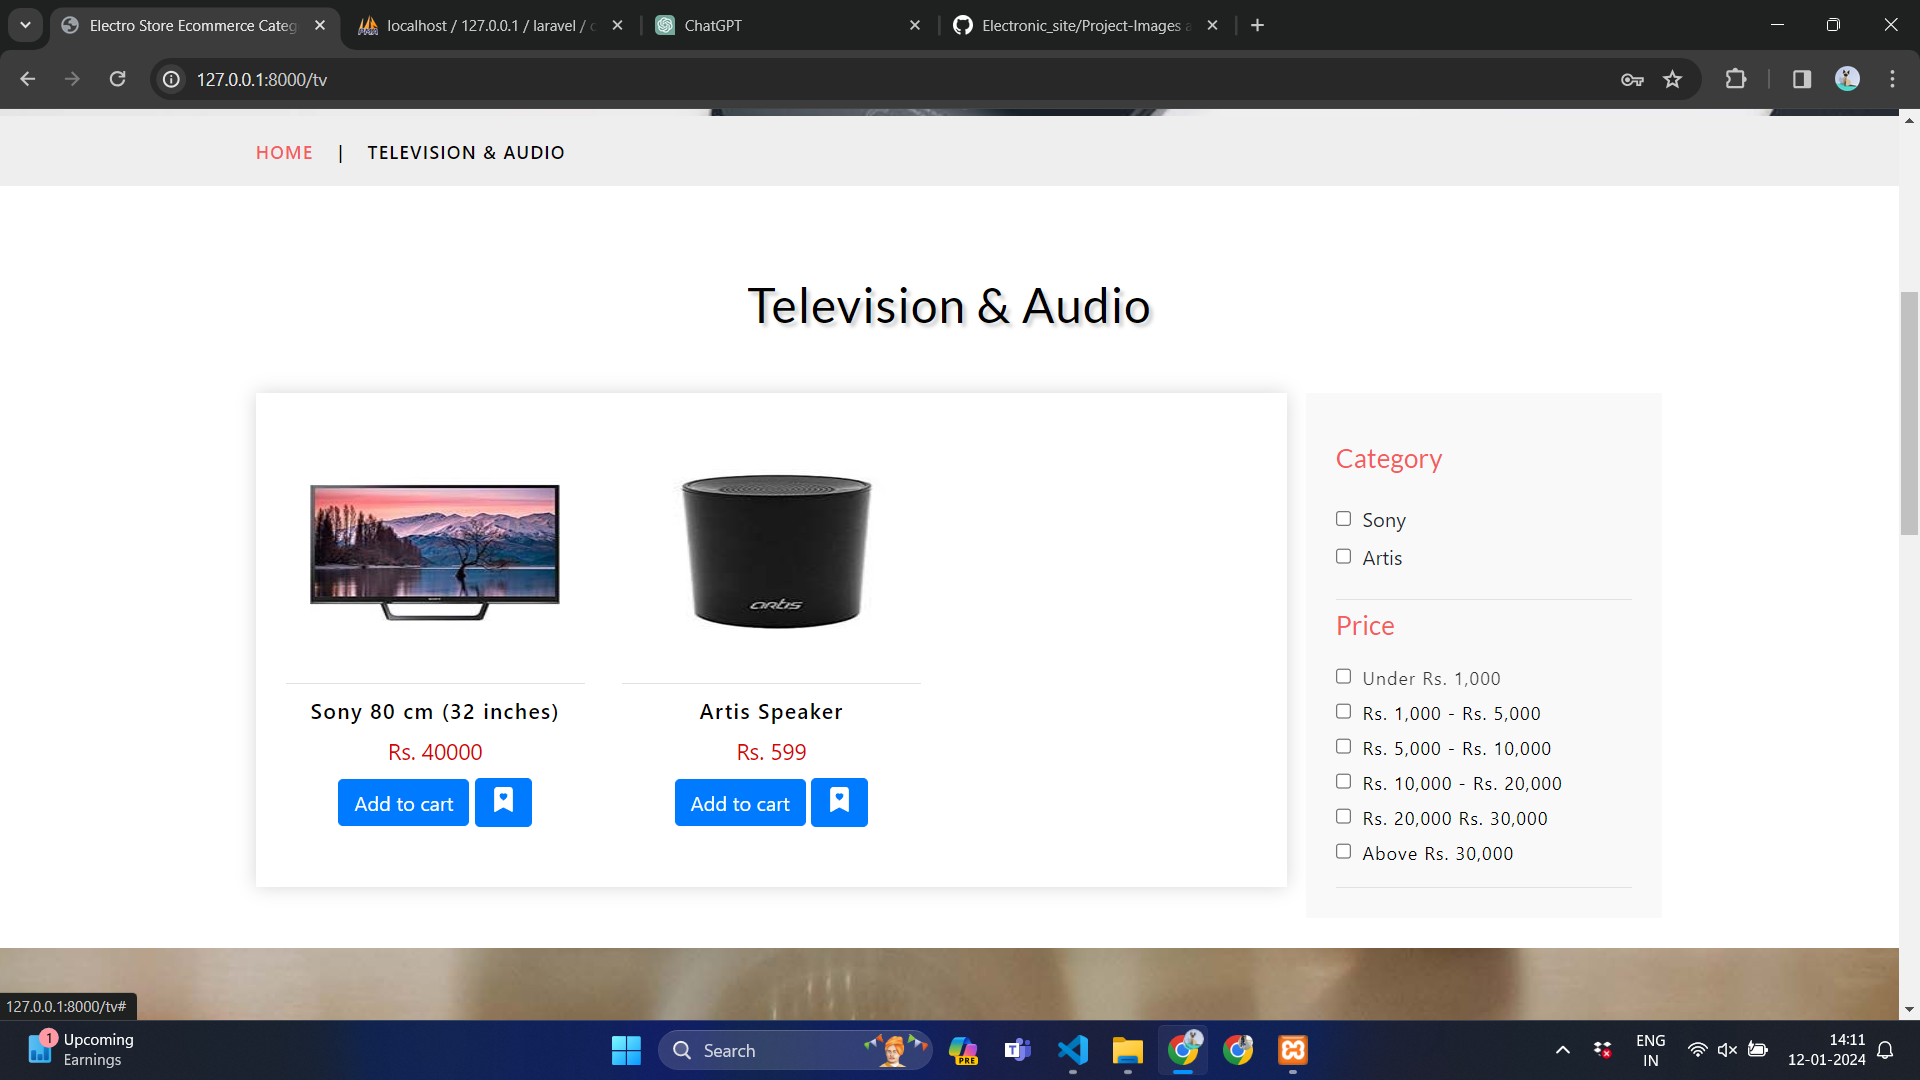 Electro Store Ecommerce Categ
localhost / 127.0.0.1 / laravel / c
ChatGPT
Electronic_site/Project-Images a
127.0.0.1:8000/tv
HOME | TELEVISION & AUDIO
Television & Audio
artis
Sony 80 cm (32 inches)
Rs. 40000
Add to cart
Artis Speaker
Rs. 599
Add to cart
Category
Sony
Artis
Price
Under Rs. 1,000
Rs. 1,000 - Rs. 5,000
Rs. 5,000 - Rs. 10,000
Rs. 10,000 - Rs. 20,000
Rs. 20,000 Rs. 30,000
Above Rs. 30,000
127.0.0.1:8000/tv#
1
Upcoming
Earnings
Search
PRE
ENG
IN
14:11
12-01-2024